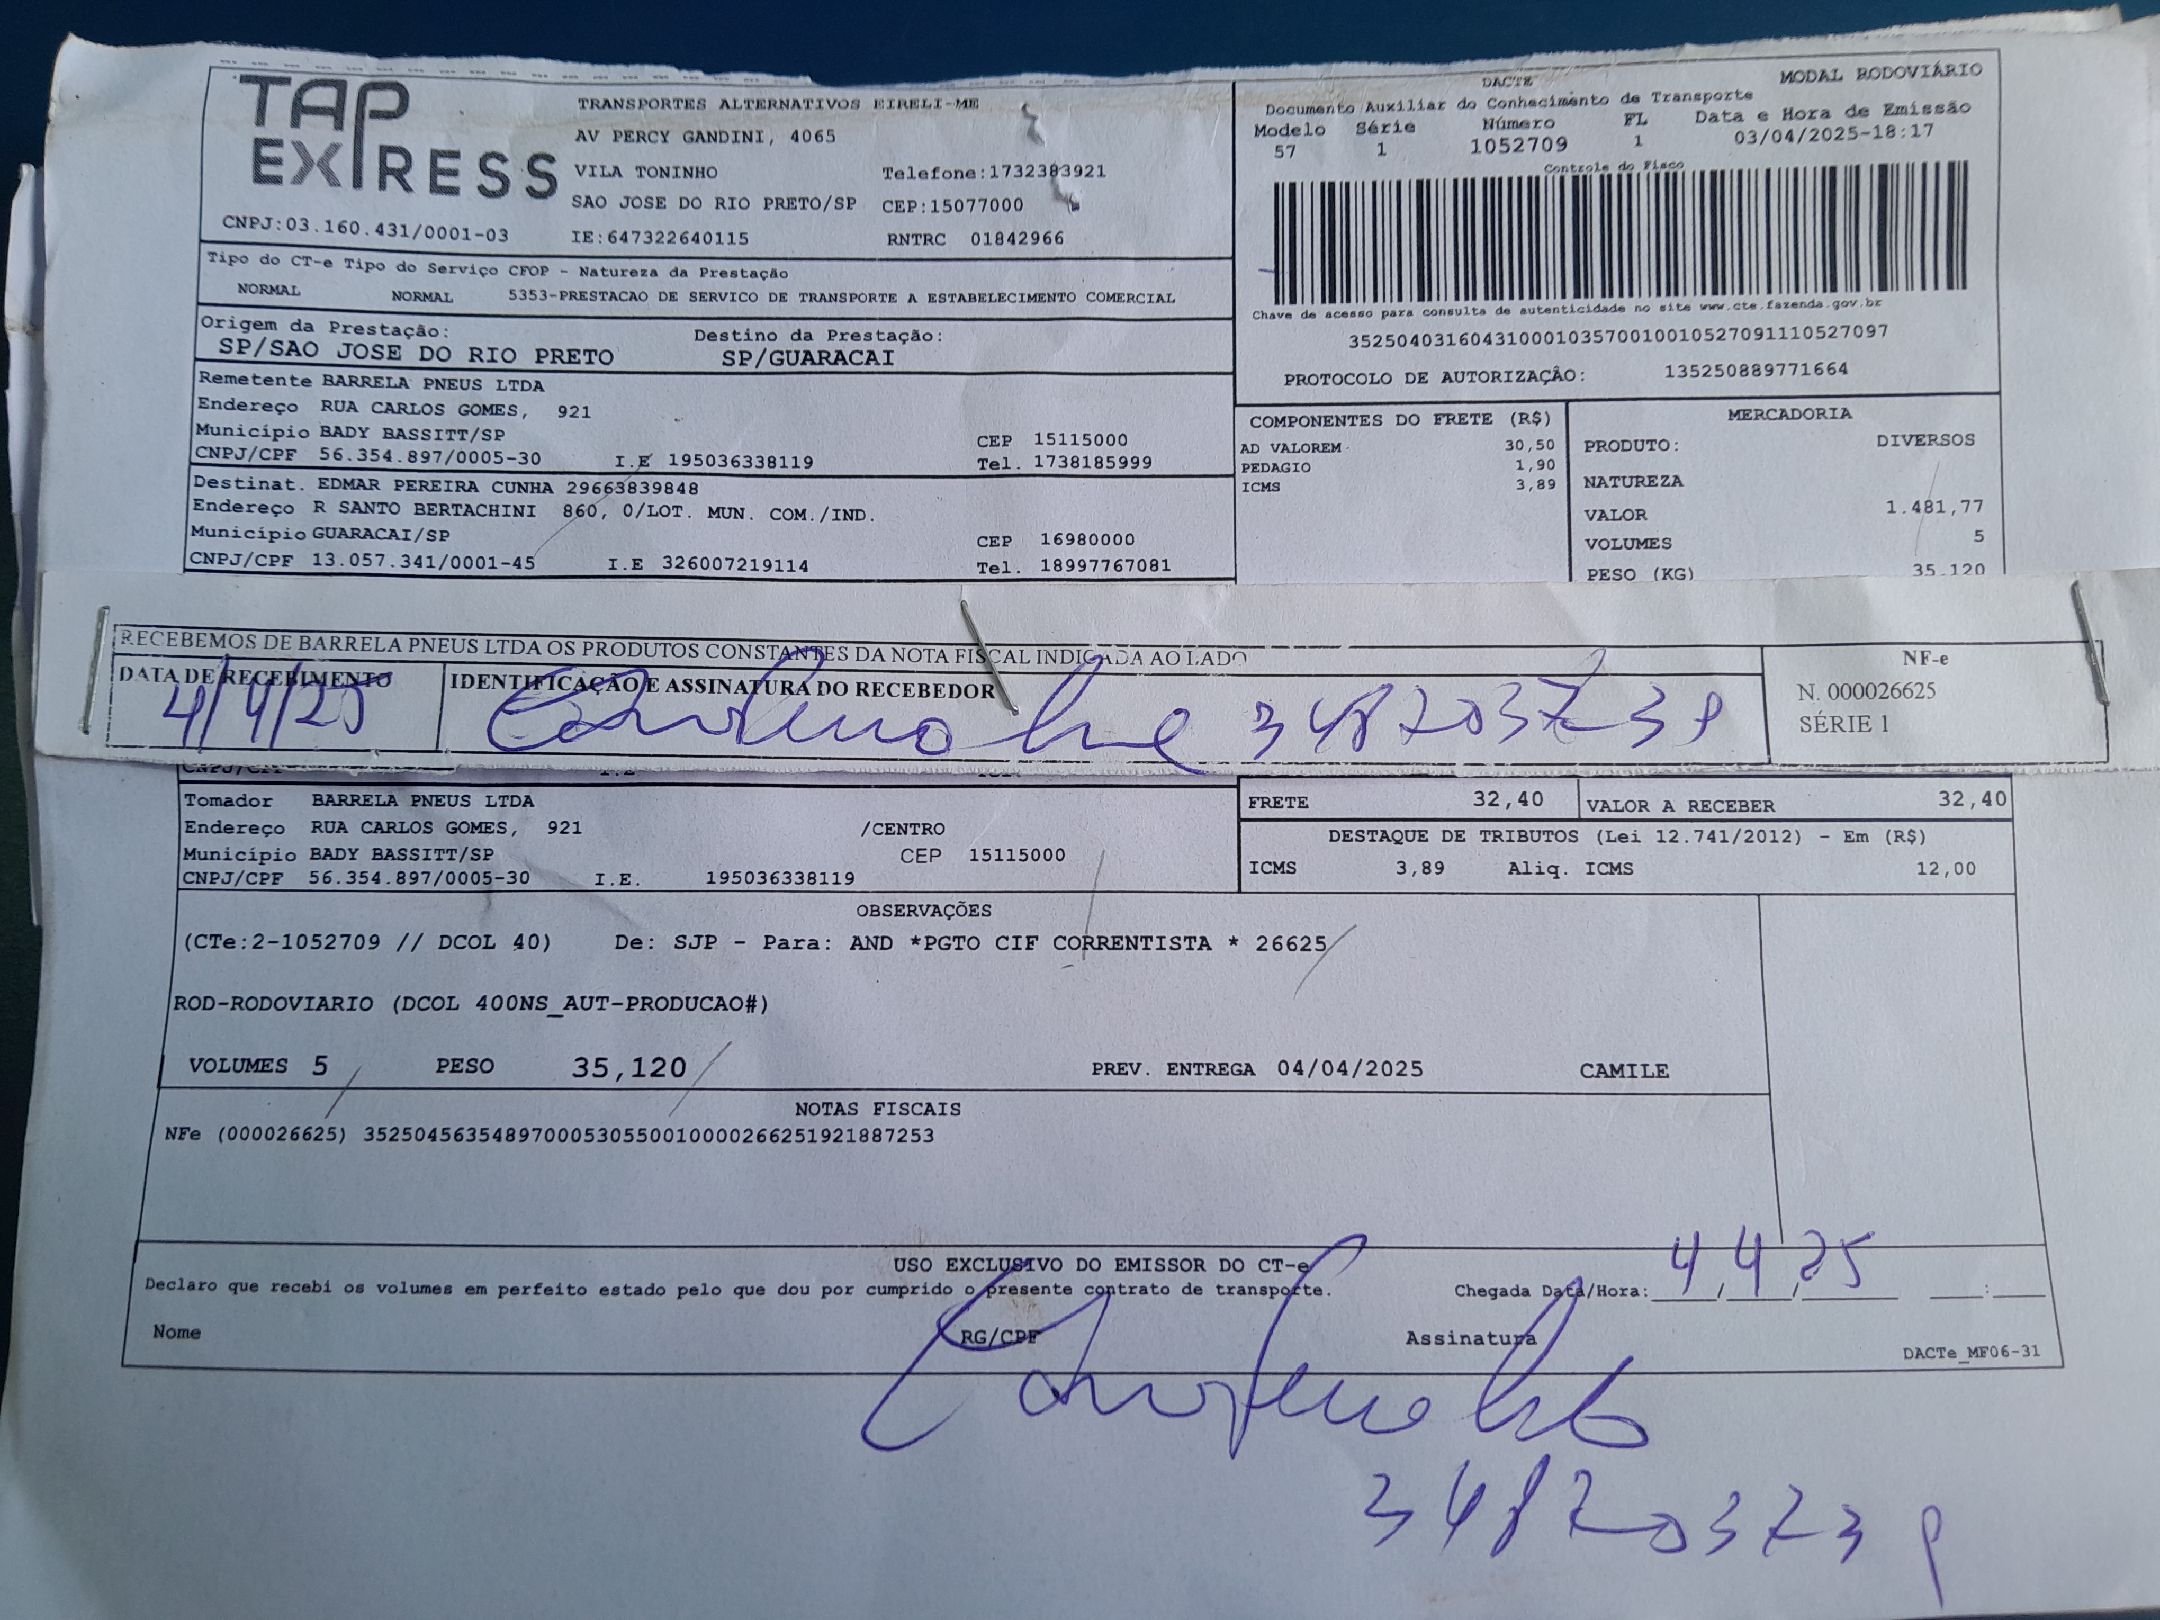 TAP EXPRESS
TRANSPORTES ALTERNATIVOS EIRELI-ME
AV PERCY GANDINI, 4065
VILA TONINHO Telefone:1732383921
SAO JOSE DO RIO PRETO/SP CEP:15077000
CNPJ:03.160.431/0001-03 IE:647322640115 RNTRC 01842966
DACTE MODAL RODOVIÁRIO
Documento Auxiliar do Conhecimento de Transporte
Modelo Série Número FL Data e Hora de Emissão
57 1 1052709 1 03/04/2025-18:17
Controle do Fisco
Chave de acesso para consulta de autenticidade no site www.cte.fazenda.gov.br
35250403160431000103570010010527091110527097
PROTOCOLO DE AUTORIZAÇÃO: 135250889771664
Tipo do CT-e Tipo do Serviço CFOP - Natureza da Prestação
NORMAL NORMAL 5353-PRESTACAO DE SERVICO DE TRANSPORTE A ESTABELECIMENTO COMERCIAL
Origem da Prestação: Destino da Prestação:
SP/SAO JOSE DO RIO PRETO SP/GUARACAI
Remetente BARRELA PNEUS LTDA
Endereço RUA CARLOS GOMES, 921
Município BADY BASSITT/SP CEP 15115000
CNPJ/CPF 56.354.897/0005-30 I.E 195036338119 Tel. 1738185999
Destinat. EDMAR PEREIRA CUNHA 29663839848
Endereço R SANTO BERTACHINI 860, 0/LOT. MUN. COM./IND.
Município GUARACAI/SP CEP 16980000
CNPJ/CPF 13.057.341/0001-45 I.E 326007219114 Tel. 18997767081
COMPONENTES DO FRETE (R$)
AD VALOREM 30,50
PEDAGIO 1,90
ICMS 3,89
MERCADORIA
PRODUTO: DIVERSOS
NATUREZA
VALOR 1.481,77
VOLUMES 5
PESO (KG) 35,120
RECEBEMOS DE BARRELA PNEUS LTDA OS PRODUTOS CONSTANTES DA NOTA FISCAL INDICADA AO LADO
DATA DE RECEBIMENTO IDENTIFICAÇÃO E ASSINATURA DO RECEBEDOR
4/4/25
NF-e
N. 000026625
SÉRIE 1
CNPJ/CPF I.E
Tomador BARRELA PNEUS LTDA
Endereço RUA CARLOS GOMES, 921 /CENTRO
Município BADY BASSITT/SP CEP 15115000
CNPJ/CPF 56.354.897/0005-30 I.E. 195036338119
FRETE 32,40 VALOR A RECEBER 32,40
DESTAQUE DE TRIBUTOS (Lei 12.741/2012) - Em (R$)
ICMS 3,89 Aliq. ICMS 12,00
OBSERVAÇÕES
(CTe:2-1052709 // DCOL 40) De: SJP - Para: AND *PGTO CIF CORRENTISTA * 26625
ROD-RODOVIARIO (DCOL 400NS_AUT-PRODUCAO#)
VOLUMES 5 PESO 35,120 PREV. ENTREGA 04/04/2025 CAMILE
NOTAS FISCAIS
NFe (000026625) 35250456354897000530550010000266251921887253
USO EXCLUSIVO DO EMISSOR DO CT-e
Declaro que recebi os volumes em perfeito estado pelo que dou por cumprido o presente contrato de transporte. Chegada Data/Hora: 4/4/25 :
Nome RG/CPF Assinatura
DACTe_MF06-31